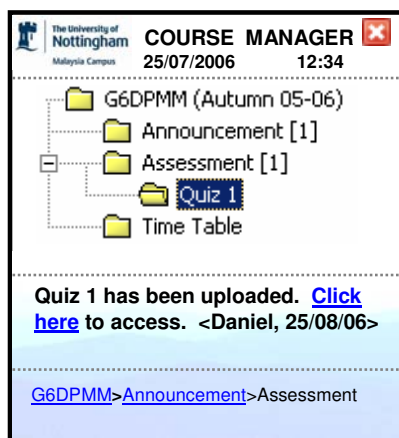 The University of
Nottingham
Malaysia Campus
COURSE MANAGER
25/07/2006 12:34
G6DPMM (Autumn 05-06)
Announcement [1]
Assessment [1]
Quiz 1
Time Table
Quiz 1 has been uploaded. Click
here to access. <Daniel, 25/08/06>
G6DPMM>Announcement>Assessment